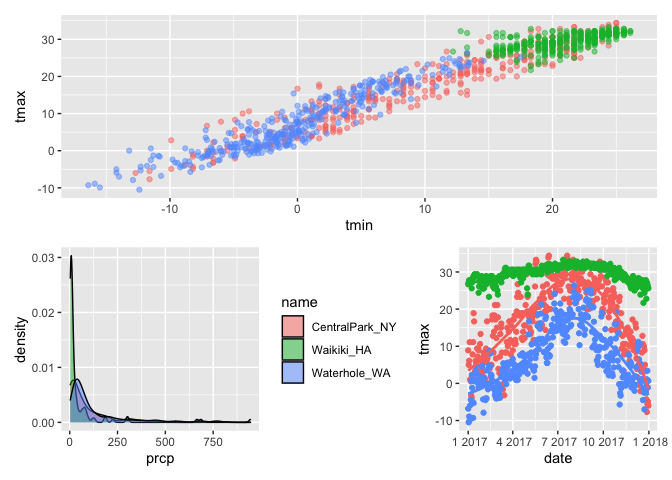 30
20
10
0
-10
tmax
-10
0
10
20
tmin
0.03
0.02
0.01
0.00
density
0
250
500
750
prcp
name
CentralPark_NY
Waikiki_HA
Waterhole_WA
30
20
10
0
-10
tmax
1 2017
4 2017
7 2017
10 2017
1 2018
date